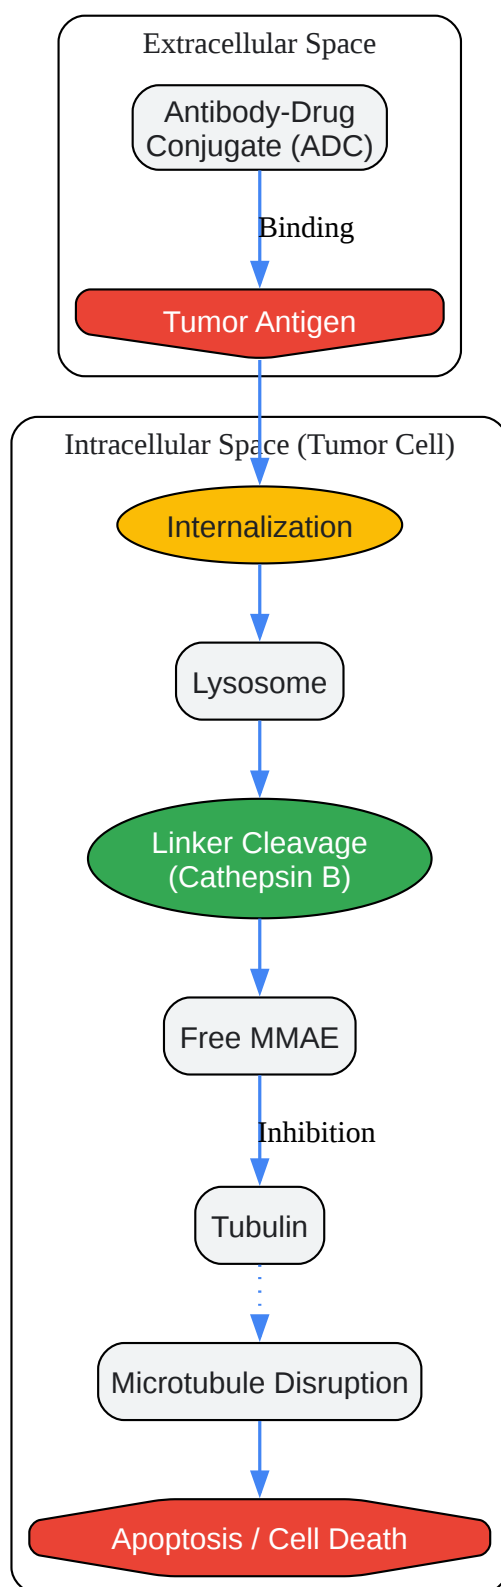 Extracellular Space
Antibody-Drug
Conjugate (ADC)
Binding
Tumor Antigen
Intracellular Space (Tumor Cell)
Internalization
Lysosome
Linker Cleavage
(Cathepsin B)
Free MMAE
Inhibition
Tubulin
Microtubule Disruption
Apoptosis / Cell Death